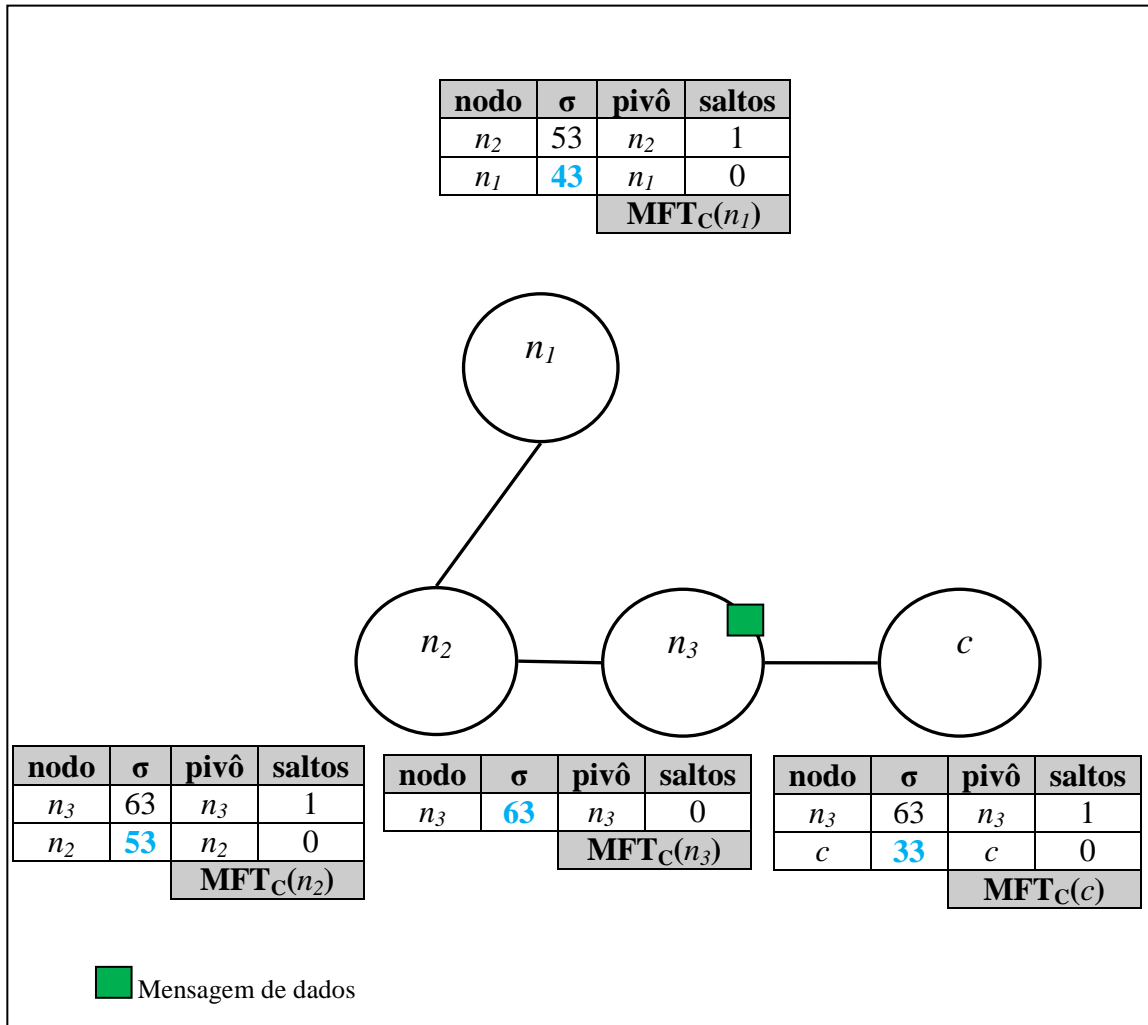 nodo σ pivô saltos
n2 53 n2 1
n1 43 n1 0
MFTC(n1)
n1
n2
n3
c
nodo σ pivô saltos
n3 63 n3 1
n2 53 n2 0
MFTC(n2)
nodo σ pivô saltos
n3 63 n3 0
MFTC(n3)
nodo σ pivô saltos
n3 63 n3 1
c 33 c 0
MFTC(c)
Mensagem de dados